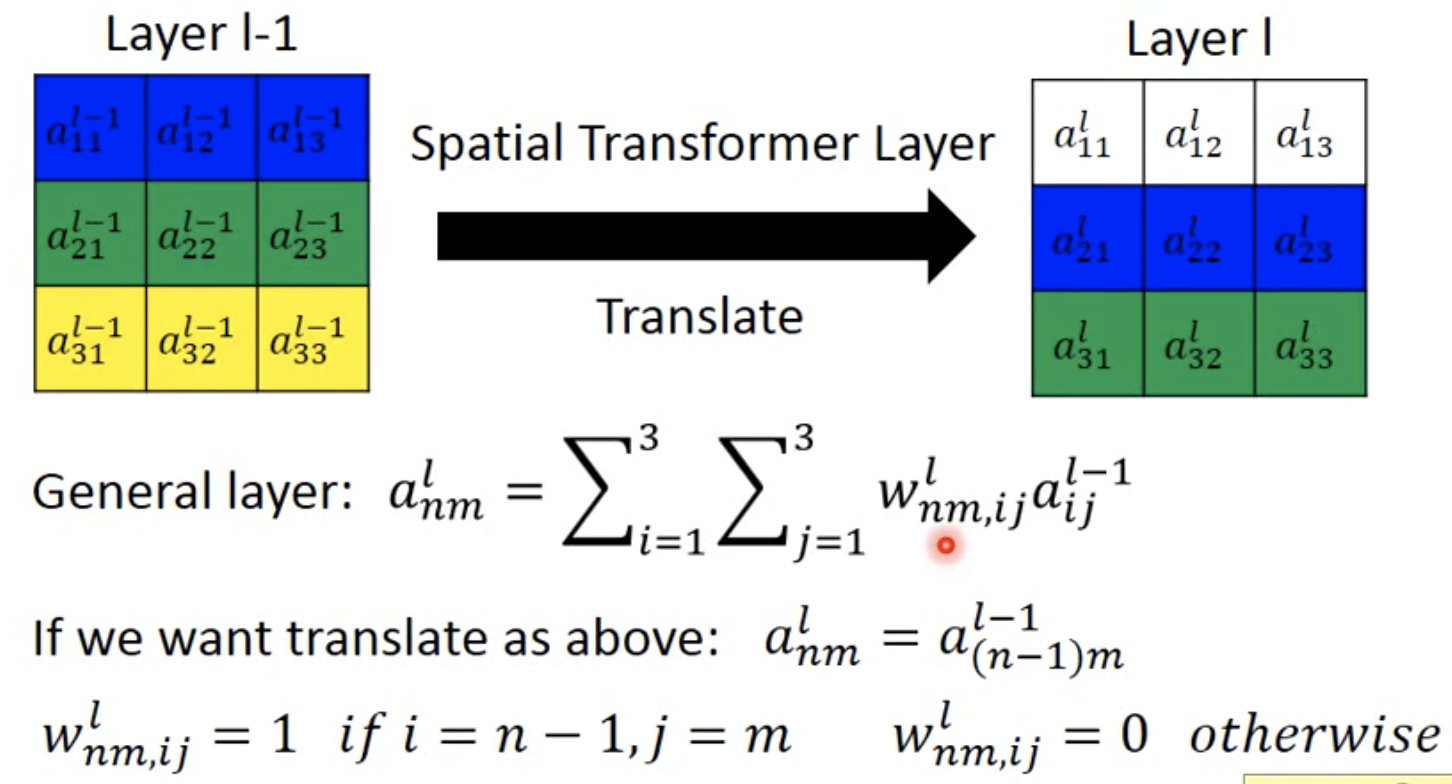 Layer l-1
Layer l
a_{11}^{l-1} a_{12}^{l-1} a_{13}^{l-1}
a_{21}^{l-1} a_{22}^{l-1} a_{23}^{l-1}
a_{31}^{l-1} a_{32}^{l-1} a_{33}^{l-1}
Spatial Transformer Layer
Translate
a_{11}^{l} a_{12}^{l} a_{13}^{l}
a_{21}^{l} a_{22}^{l} a_{23}^{l}
a_{31}^{l} a_{32}^{l} a_{33}^{l}
General layer: a_{nm}^{l} = ∑_{i=1}^{3} ∑_{j=1}^{3} w_{nm,ij}^{l} a_{ij}^{l-1}
If we want translate as above: a_{nm}^{l} = a_{(n-1)m}^{l-1}
w_{nm,ij}^{l} = 1 if i = n − 1, j = m w_{nm,ij}^{l} = 0 otherwise